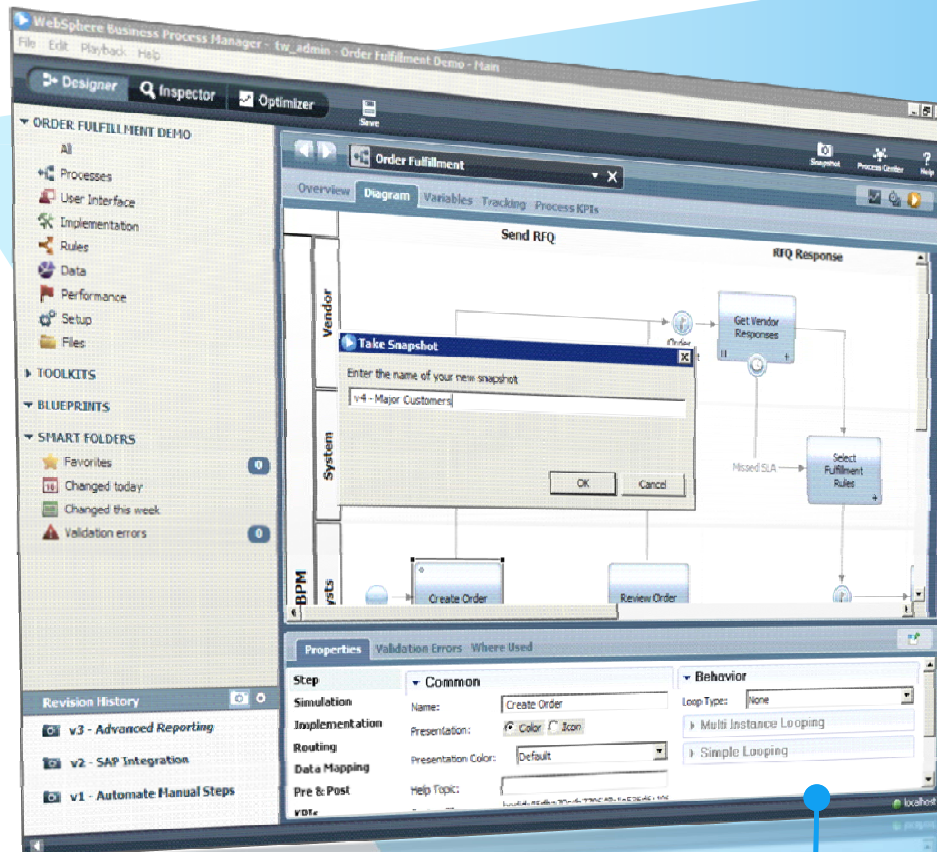 WebSphere Business Process Manager - tw_admin - Order Fulfillment Demo - Main
File Edit Playback Help
Designer Inspector Optimizer
Save
Snapshot Process Center Help
ORDER FULFILLMENT DEMO
All
Processes
User Interface
Implementation
Rules
Data
Performance
Setup
Files
TOOLKITS
BLUEPRINTS
SMART FOLDERS
Favorites 0
Changed today
Changed this week
Validation errors 0
Revision History
v3 - Advanced Reporting
v2 - SAP Integration
v1 - Automate Manual Steps
Order Fulfillment
Overview Diagram Variables Tracking Process KPIs
Send RFQ
RFQ Response
Vendor
System
BPM
Order
Get Vendor
Responses
Missed SLA
Select
Fulfillment
Rules
Create Order
Review Order
Take Snapshot
Enter the name of your new snapshot
v4 - Major Customers
OK Cancel
Properties Validation Errors Where Used
Step
Simulation
Implementation
Routing
Data Mapping
Pre & Post
KPIs
Common
Name: Create Order
Presentation: Color Icon
Presentation Color: Default
Help Topic:
Behavior
Loop Type: None
Multi Instance Looping
Simple Looping
localhost